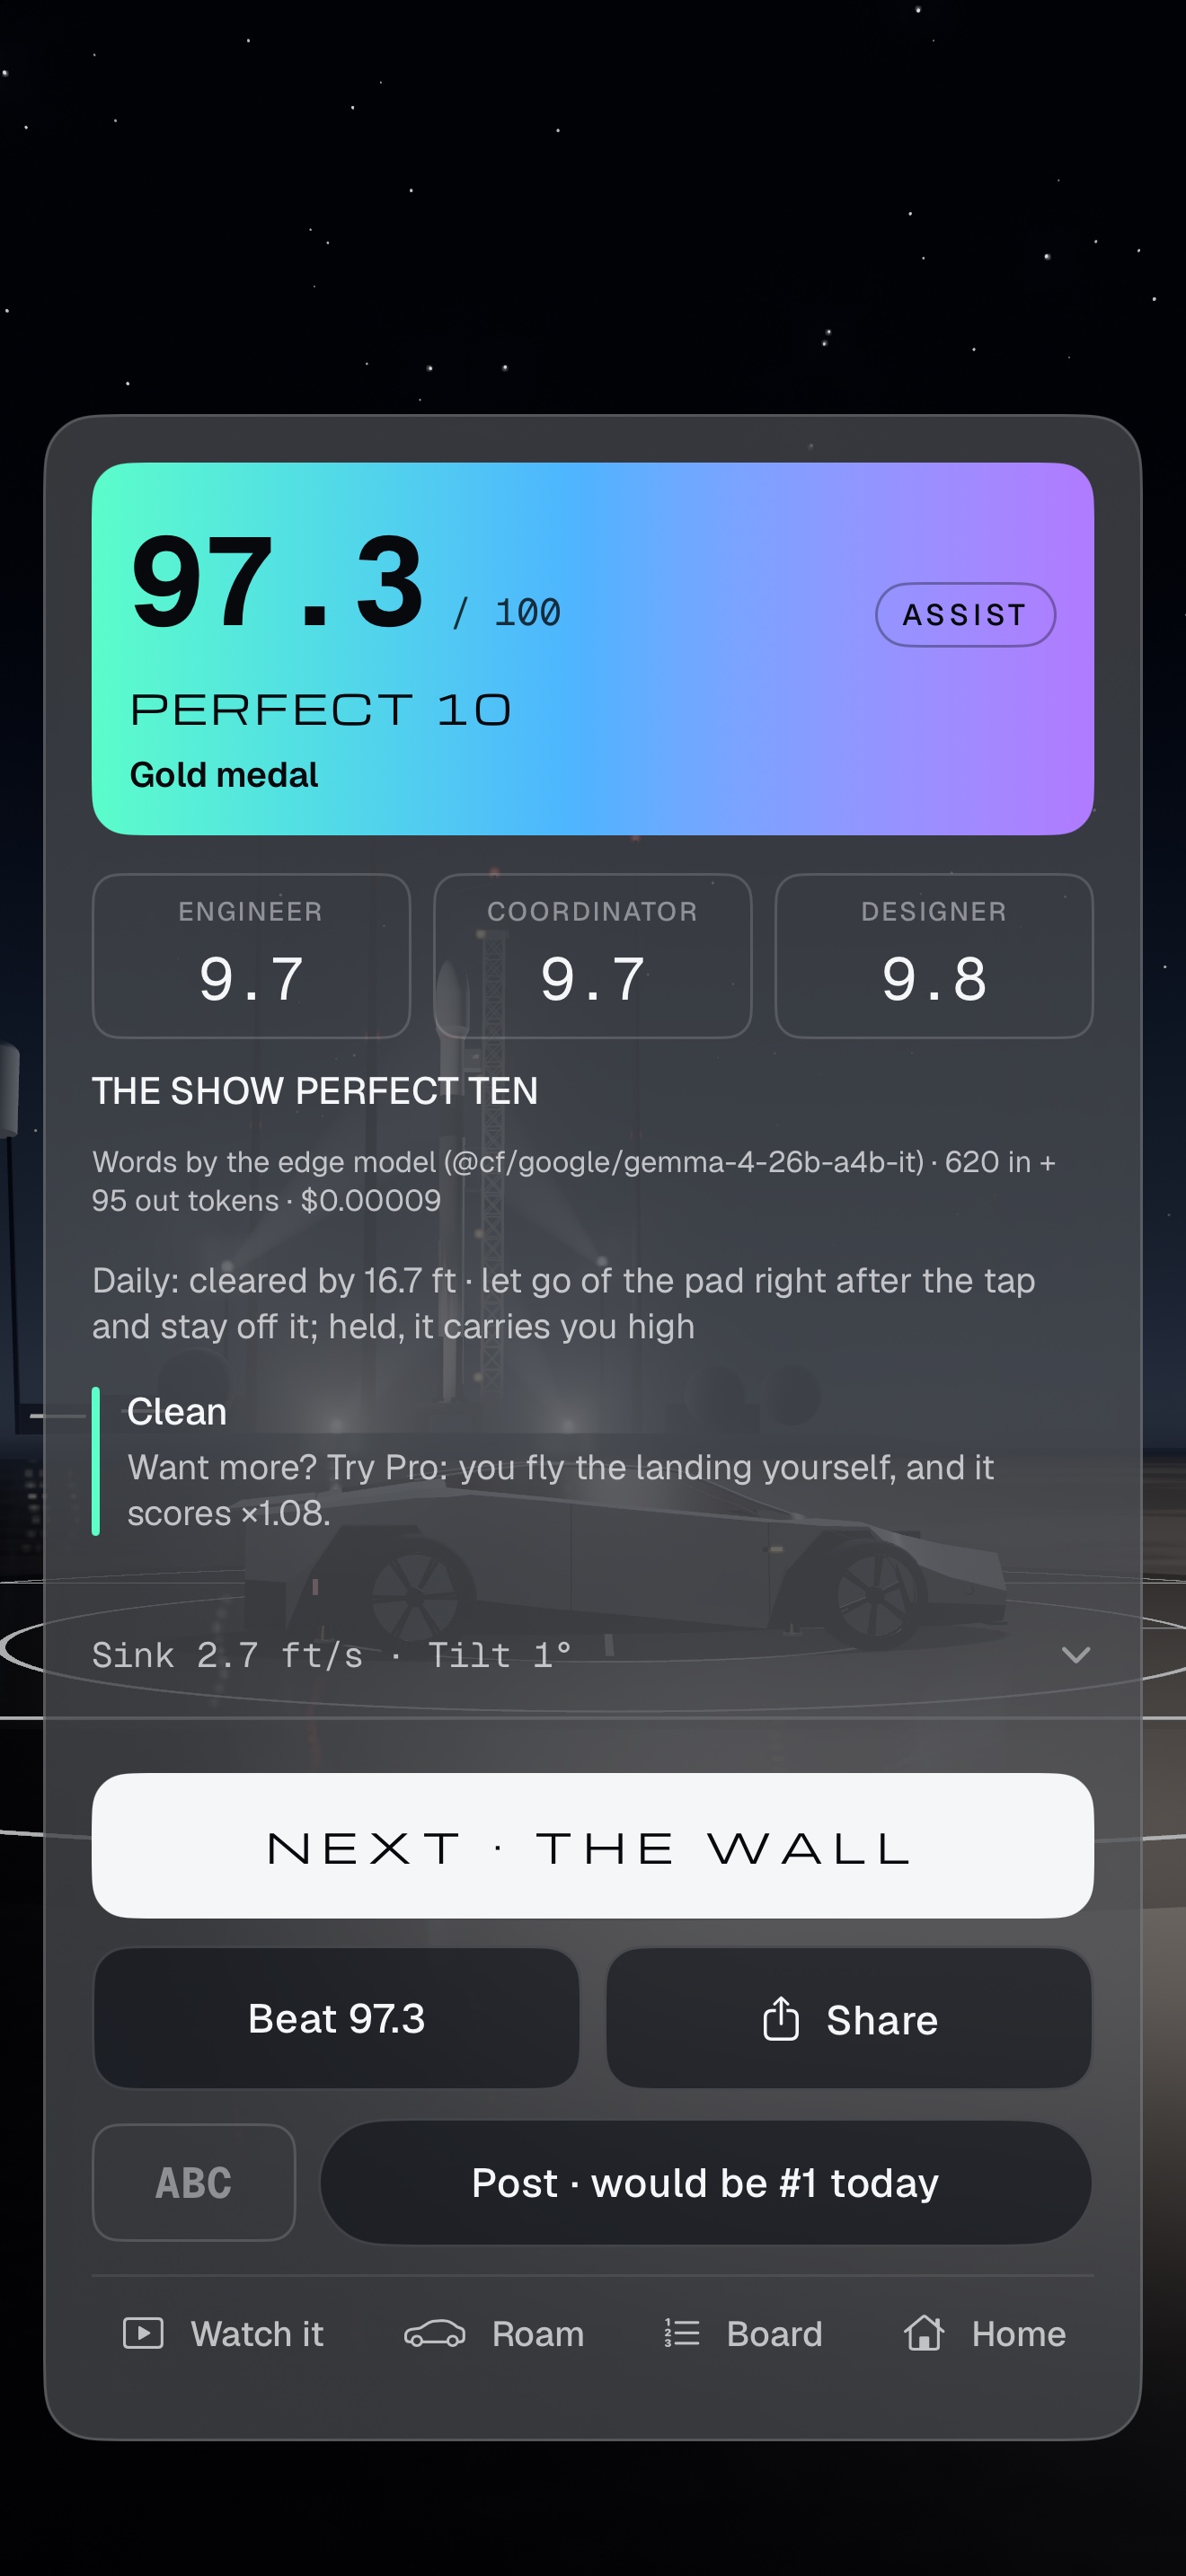 97.3 / 100
ASSIST
PERFECT 10
Gold medal
ENGINEER
9.7
COORDINATOR
9.7
DESIGNER
9.8
THE SHOW PERFECT TEN
Words by the edge model (@cf/google/gemma-4-26b-a4b-it) · 620 in +
95 out tokens · $0.00009
Daily: cleared by 16.7 ft · let go of the pad right after the tap
and stay off it; held, it carries you high
Clean
Want more? Try Pro: you fly the landing yourself, and it
scores ×1.08.
Sink 2.7 ft/s · Tilt 1°
NEXT · THE WALL
Beat 97.3
Share
ABC
Post · would be #1 today
Watch it
Roam
Board
Home